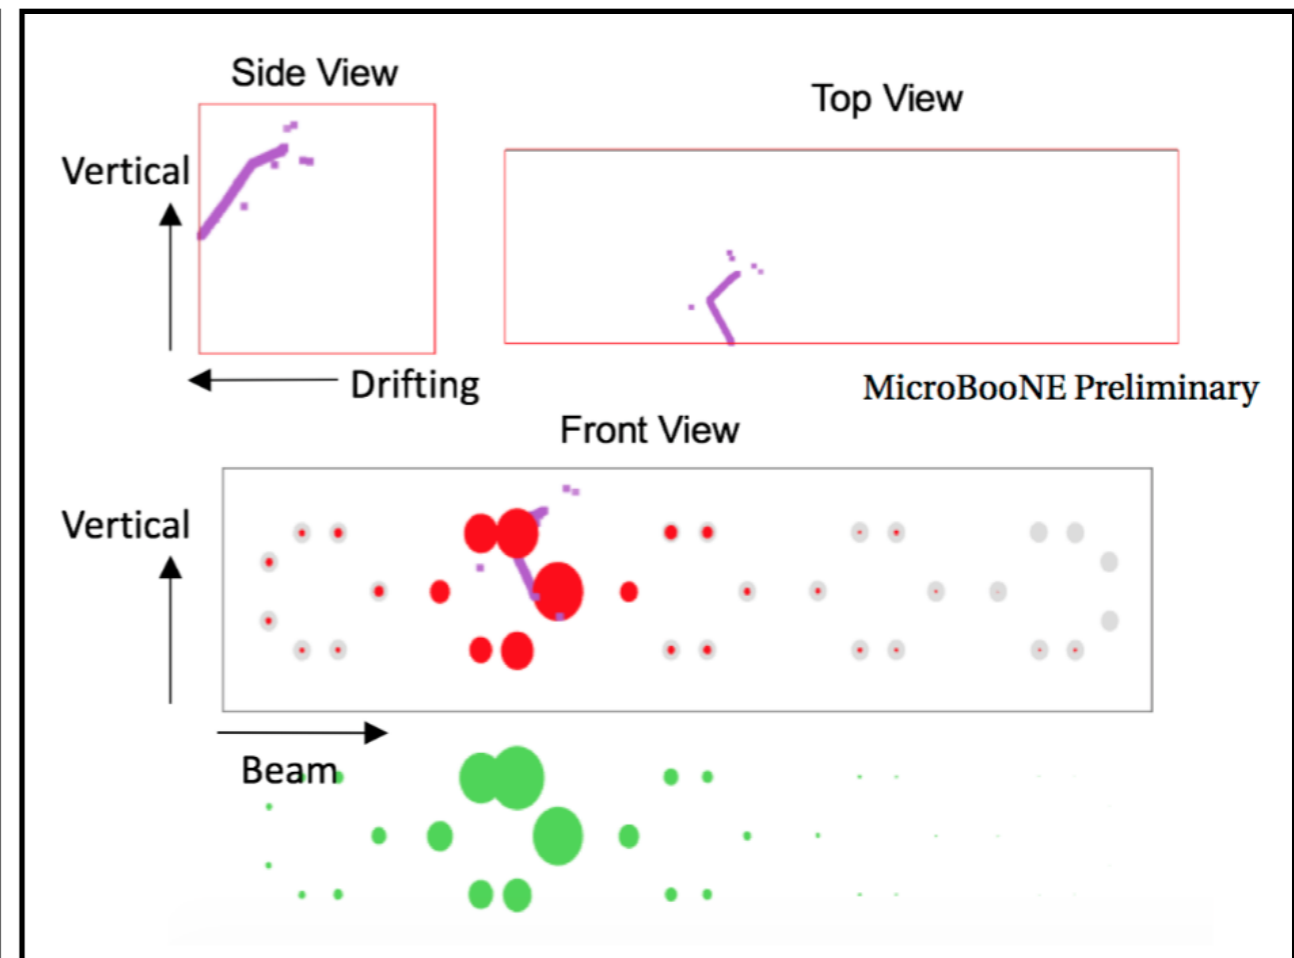 Side View
Top View
Vertical
Drifting
MicroBooNE Preliminary
Front View
Vertical
Beam